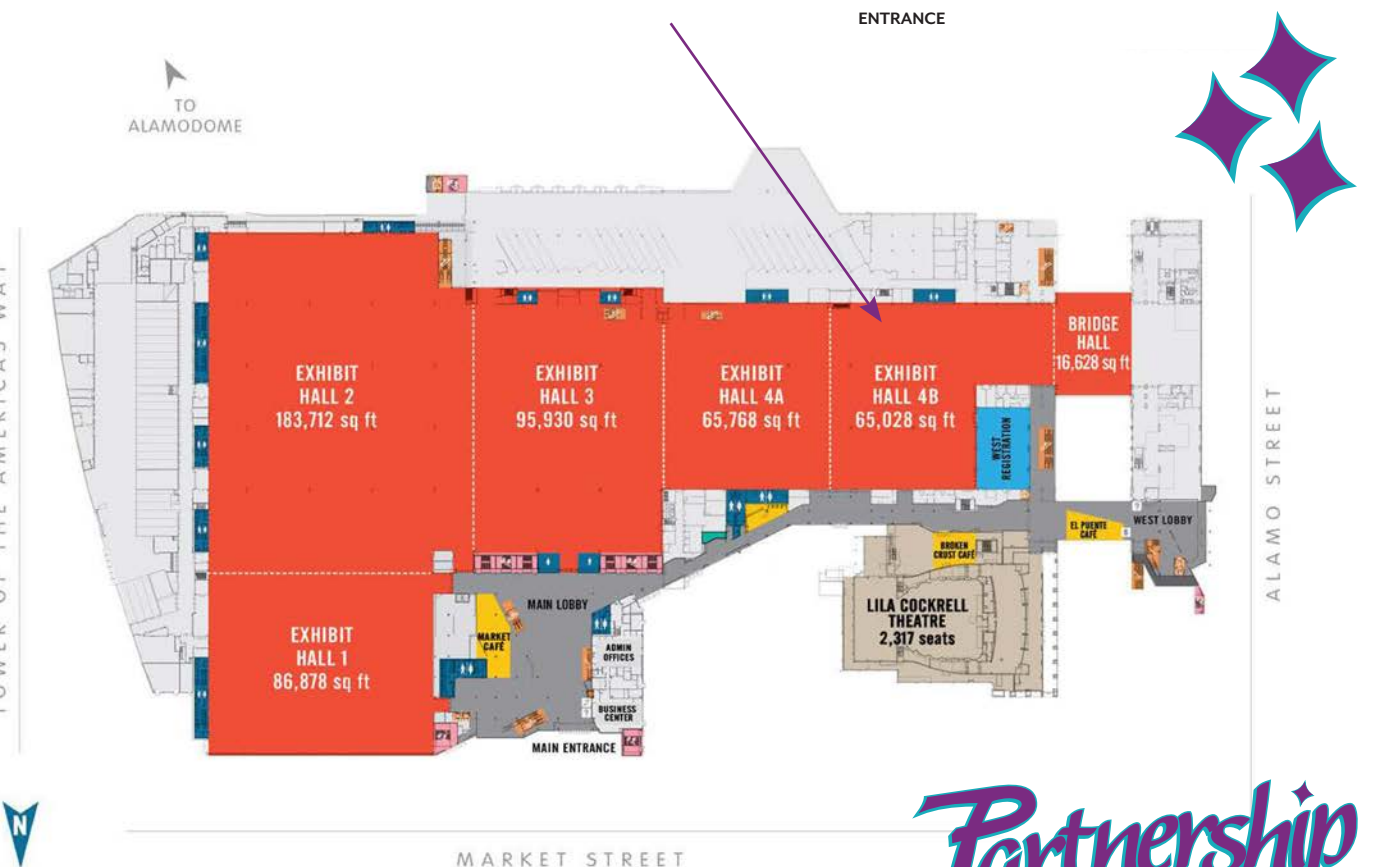 ENTRANCE
TO
ALAMODOME
TOWER OF THE AMERICAS WAY
EXHIBIT
HALL 2
183,712 sq ft
EXHIBIT
HALL 3
95,930 sq ft
EXHIBIT
HALL 4A
65,768 sq ft
EXHIBIT
HALL 4B
65,028 sq ft
BRIDGE
HALL
16,628 sq ft
WEST
REGISTRATION
ALAMO STREET
EL PUENTE
CAFÉ
WEST LOBBY
BROKEN
CRUST CAFÉ
LILA COCKRELL
THEATRE
2,317 seats
MAIN LOBBY
MARKET
CAFÉ
ADMIN
OFFICES
BUSINESS
CENTER
EXHIBIT
HALL 1
86,878 sq ft
MAIN ENTRANCE
N
MARKET STREET
Partnership